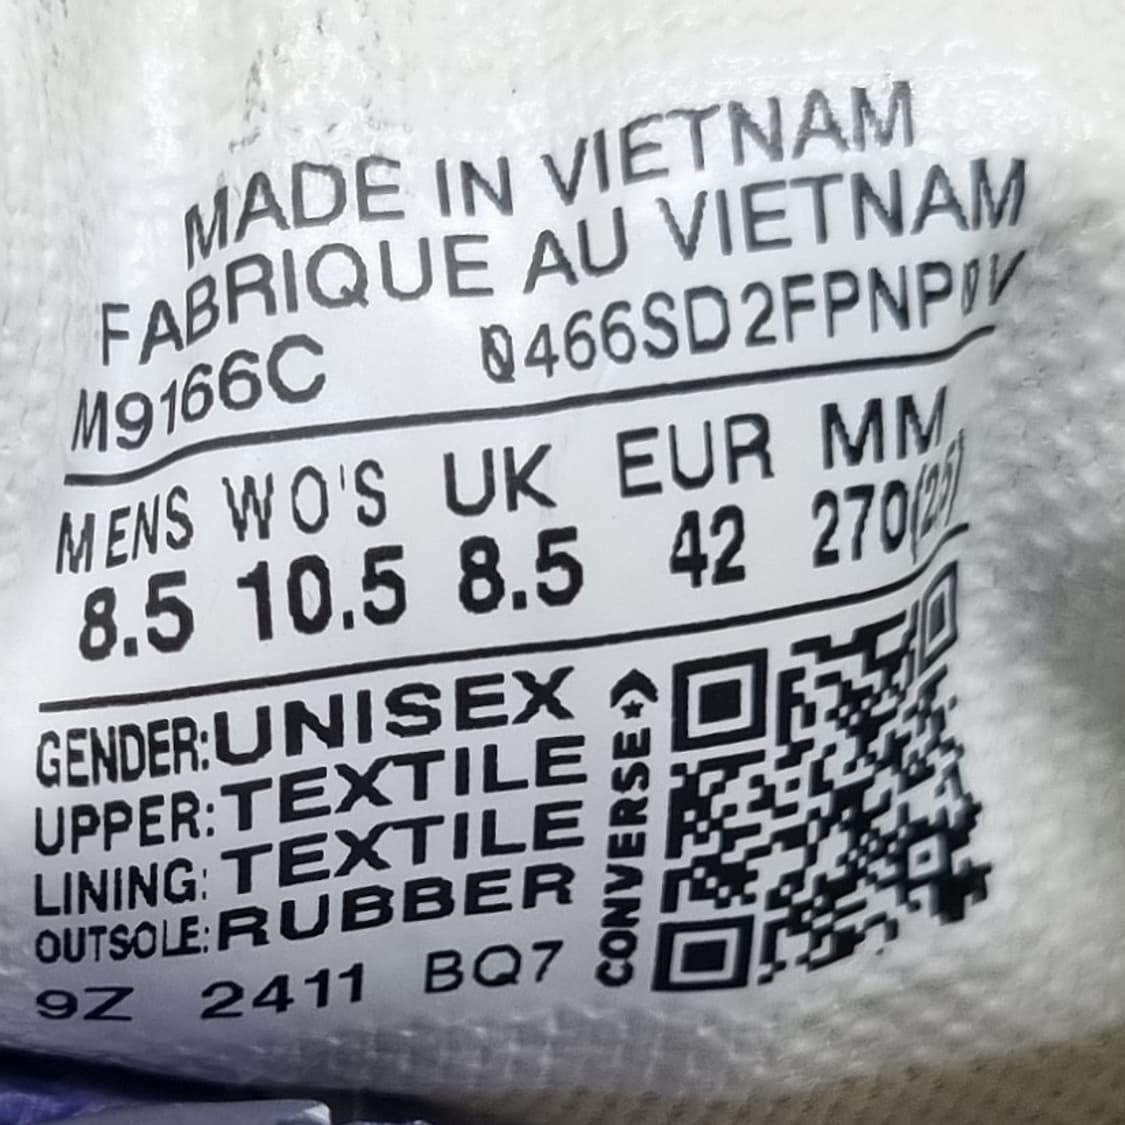 MADE IN VIETNAM
FABRIQUE AU VIETNAM
M9166C 0466SD2FPNP0V
MENS WO'S UK EUR MM
8.5 10.5 8.5 42 270
GENDER:UNISEX
UPPER:TEXTILE
LINING:TEXTILE
OUTSOLE:RUBBER
9Z 2411 BQ7
CONVERSE